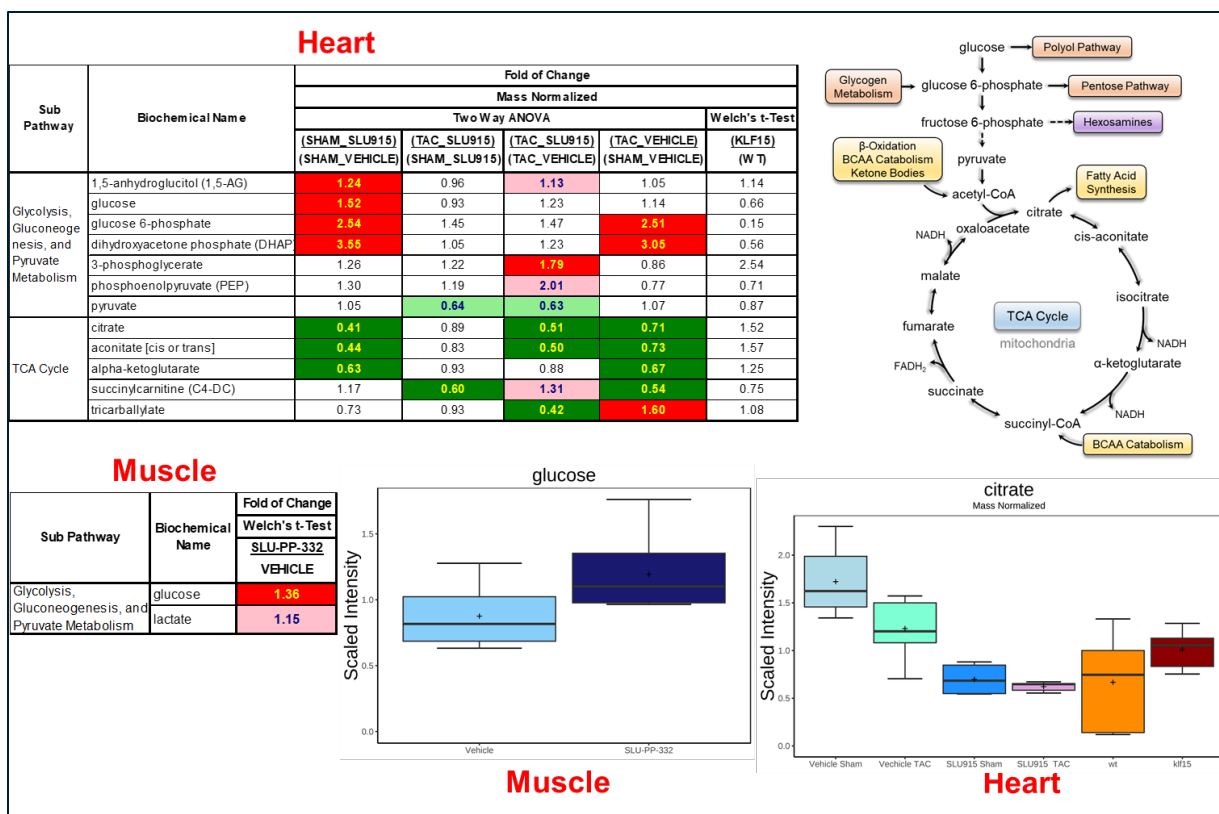 Heart
Sub Pathway
Biochemical Name
Fold of Change
Mass Normalized
Two Way ANOVA
Welch's t-Test
(SHAM_SLU915) (TAC_SLU915) (TAC_SLU915) (TAC_VEHICLE) (KLF15)
(SHAM_VEHICLE) (SHAM_SLU915) (TAC_VEHICLE) (SHAM_VEHICLE) (WT)
Glycolysis,
Gluconeoge
nesis, and
Pyruvate
Metabolism
1,5-anhydroglucitol (1,5-AG) 1.24 0.96 1.13 1.05 1.14
glucose 1.52 0.93 1.23 1.14 0.66
glucose 6-phosphate 2.54 1.45 1.47 2.51 0.15
dihydroxyacetone phosphate (DHAP) 3.55 1.05 1.23 3.05 0.56
3-phosphoglycerate 1.26 1.22 1.79 0.86 2.54
phosphoenolpyruvate (PEP) 1.30 1.19 2.01 0.77 0.71
pyruvate 1.05 0.64 0.63 1.07 0.87
TCA Cycle
citrate 0.41 0.89 0.51 0.71 1.52
aconitate [cis or trans] 0.44 0.83 0.50 0.73 1.57
alpha-ketoglutarate 0.63 0.93 0.88 0.67 1.25
succinylcarnitine (C4-DC) 1.17 0.60 1.31 0.54 0.75
tricarballylate 0.73 0.93 0.42 1.60 1.08
glucose
Polyol Pathway
Glycogen
Metabolism
glucose 6-phosphate
Pentose Pathway
fructose 6-phosphate
Hexosamines
β-Oxidation
BCAA Catabolism
Ketone Bodies
pyruvate
acetyl-CoA
Fatty Acid
Synthesis
citrate
oxaloacetate
cis-aconitate
NADH
malate
isocitrate
fumarate
TCA Cycle
mitochondria
NADH
α-ketoglutarate
FADH2
succinate
NADH
succinyl-CoA
BCAA Catabolism
Muscle
Sub Pathway
Biochemical
Name
Fold of Change
Welch's t-Test
SLU-PP-332
VEHICLE
Glycolysis,
Gluconeogenesis, and
Pyruvate Metabolism
glucose 1.36
lactate 1.15
glucose
Scaled Intensity
1.5
1.0
0.5
0.0
Vehicle SLU-PP-332
Muscle
citrate
Mass Normalized
Scaled Intensity
2.0
1.5
1.0
0.5
0.0
Vehicle Sham Vechicle TAC SLU915 Sham SLU915 TAC wt klf15
Heart